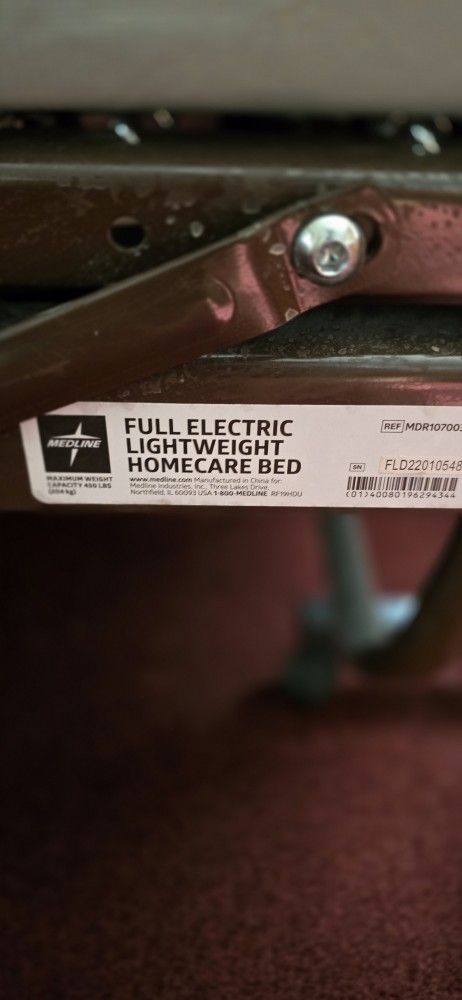 MEDLINE
MAXIMUM WEIGHT
CAPACITY 450 LBS
(204 kg)
FULL ELECTRIC
LIGHTWEIGHT
HOMECARE BED
www.medline.com Manufactured in China for:
Medline Industries, Inc., Three Lakes Drive,
Northfield, IL 60093 USA 1-800-MEDLINE RF19HDU
REF MDR107003
SN FLD22010548
(01)40080196294344